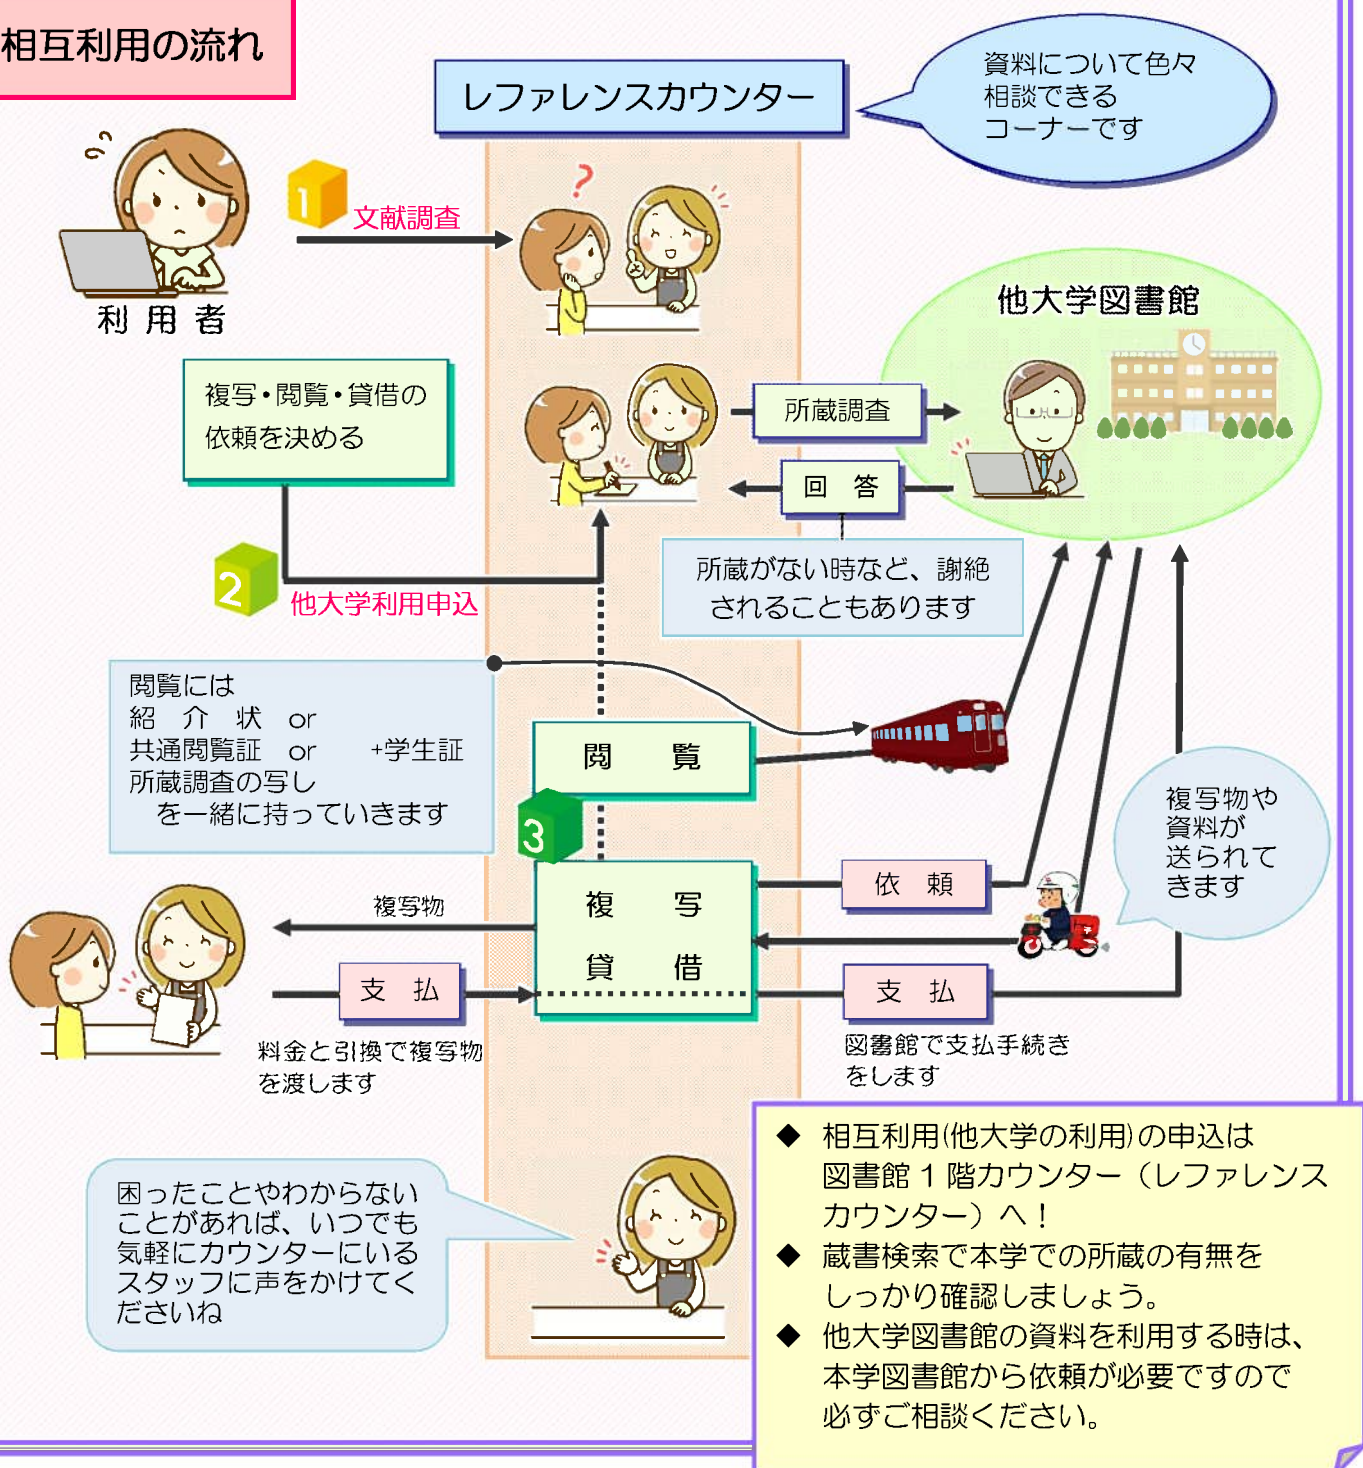 相互利用の流れ
レファレンスカウンター
資料について色々
相談できる
コーナーです
1
文献調査
?
利用者
他大学図書館
複写・閲覧・貸借の
依頼を決める
所蔵調査
回 答
所蔵がない時など、謝絶
されることもあります
2
他大学利用申込
閲覧には
紹 介 状 or
共通閲覧証 or +学生証
所蔵調査の写し
を一緒に持っていきます
閲 覧
3
複 写
貸 借
複写物や
資料が
送られて
きます
依 頼
複写物
支 払
支 払
料金と引換で複写物
を渡します
図書館で支払手続き
をします
困ったことやわからない
ことがあれば、いつでも
気軽にカウンターにいる
スタッフに声をかけてく
ださいね
◆ 相互利用(他大学の利用)の申込は
図書館 1 階カウンター（レファレンス
カウンター）へ！
◆ 蔵書検索で本学での所蔵の有無を
しっかり確認しましょう。
◆ 他大学図書館の資料を利用する時は、
本学図書館から依頼が必要ですので
必ずご相談ください。